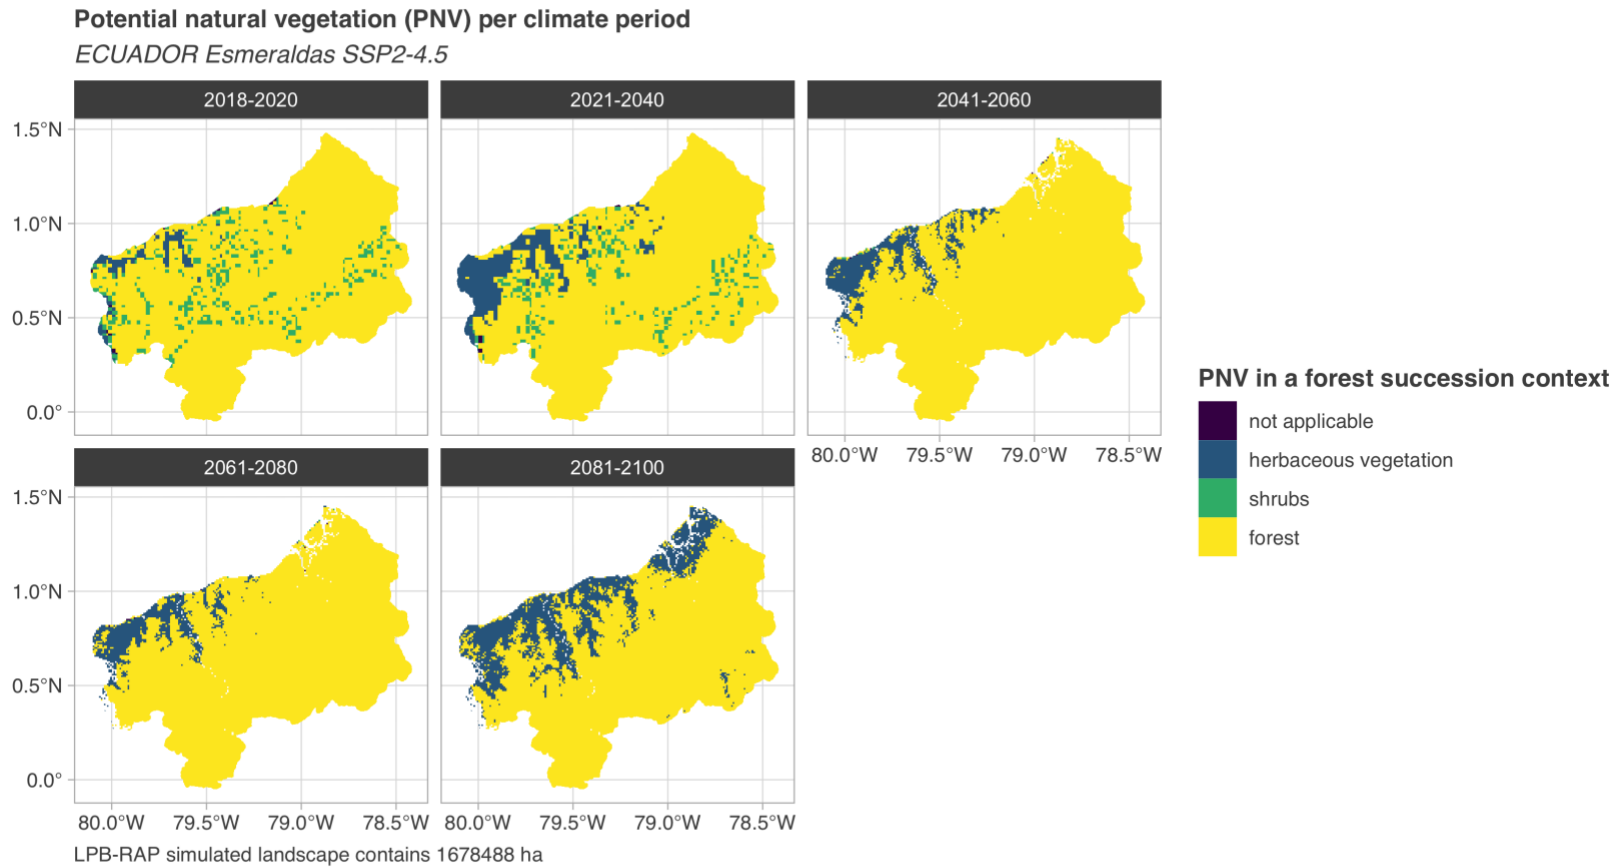 Potential natural vegetation (PNV) per climate period
ECUADOR Esmeraldas SSP2-4.5
2018-2020
2021-2040
2041-2060
1.5°N
1.0°N
0.5°N
0.0°
80.0°W
79.5°W
79.0°W
78.5°W
2061-2080
2081-2100
1.5°N
1.0°N
0.5°N
0.0°
80.0°W
79.5°W
79.0°W
78.5°W
80.0°W
79.5°W
79.0°W
78.5°W
PNV in a forest succession context
not applicable
herbaceous vegetation
shrubs
forest
LPB-RAP simulated landscape contains 1678488 ha